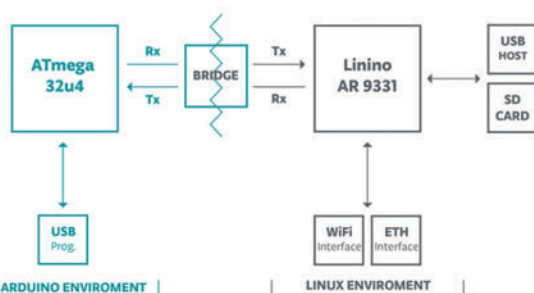 ATmega
32u4
Rx
Tx
BRIDGE
Tx
Rx
Linino
AR 9331
USB
HOST
SD
CARD
USB
Prog.
WiFi
Interface
ETH
Interface
ARDUINO ENVIROMENT
LINUX ENVIROMENT